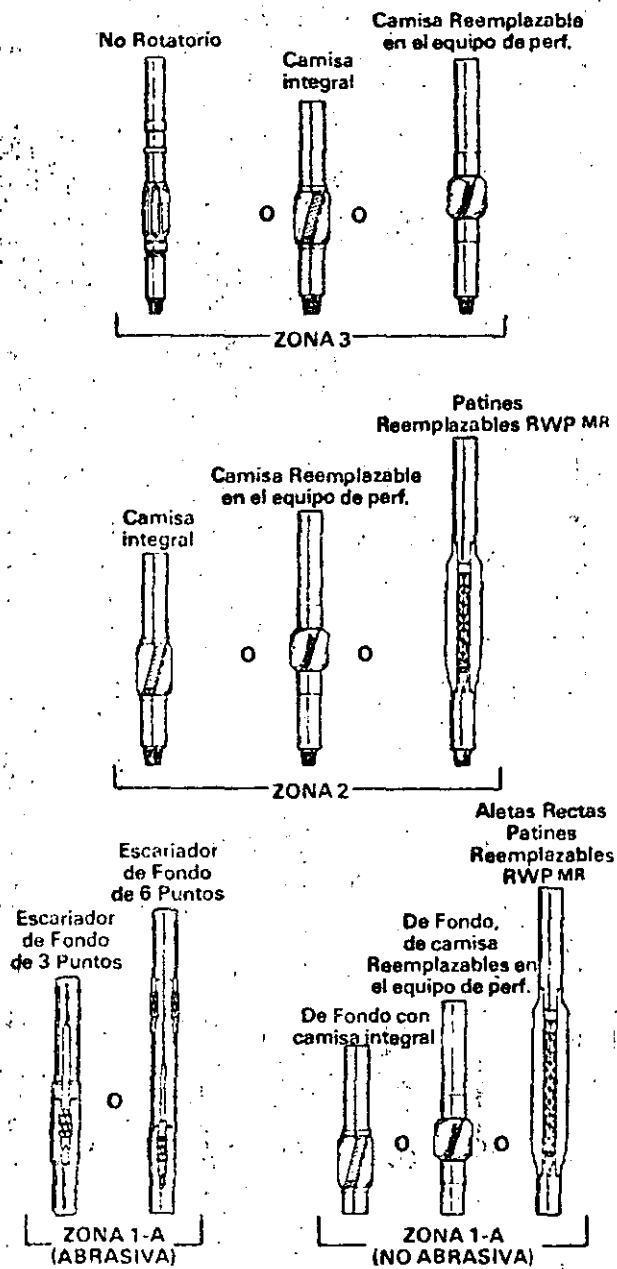 No Rotatorio
Camisa
integral
Camisa Reemplazable
en el equipo de perf.
O
O
ZONA 3
Camisa
integral
Camisa Reemplazable
en el equipo de perf.
Patines
Reemplazables RWP MR
O
O
ZONA 2
Escariador
de Fondo
de 3 Puntos
Escariador
de Fondo
de 6 Puntos
O
ZONA 1-A
(ABRASIVA)
De Fondo con
camisa integral
De Fondo,
de camisa
Reemplazables en
el equipo de perf.
Aletas Rectas
Patines
Reemplazables
RWP MR
O
O
ZONA 1-A
(NO ABRASIVA)